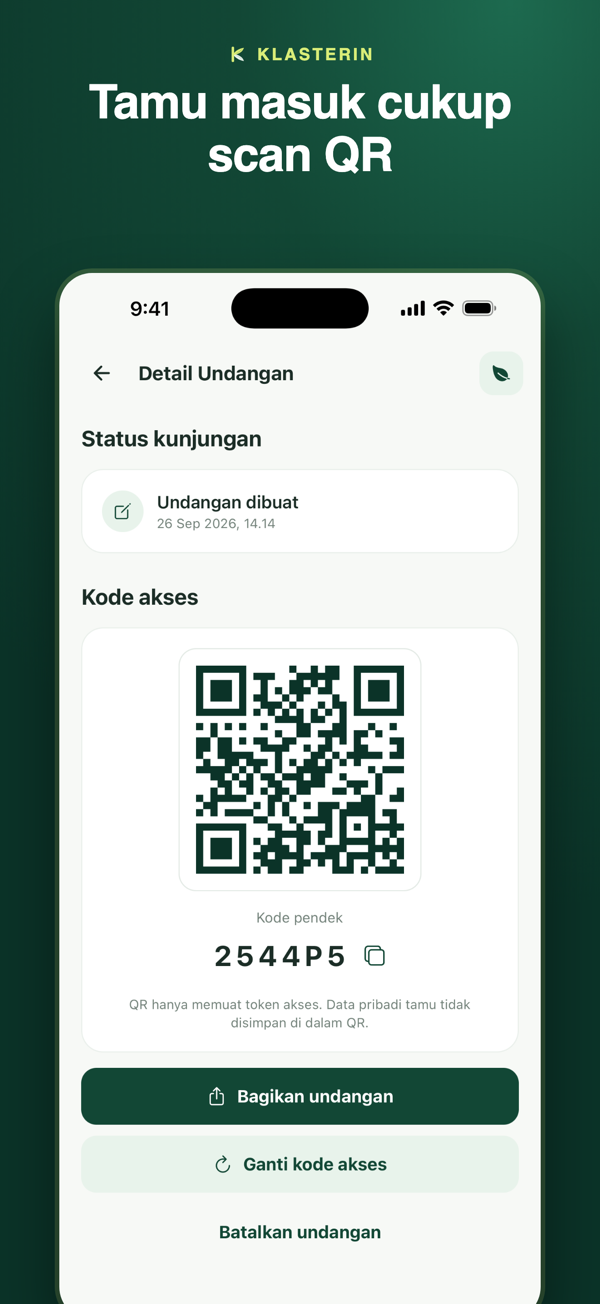 KLASTERIN
Tamu masuk cukup
scan QR
9:41
Detail Undangan
Status kunjungan
Undangan dibuat
26 Sep 2026, 14.14
Kode akses
Kode pendek
2544P5
QR hanya memuat token akses. Data pribadi tamu tidak
disimpan di dalam QR.
Bagikan undangan
Ganti kode akses
Batalkan undangan